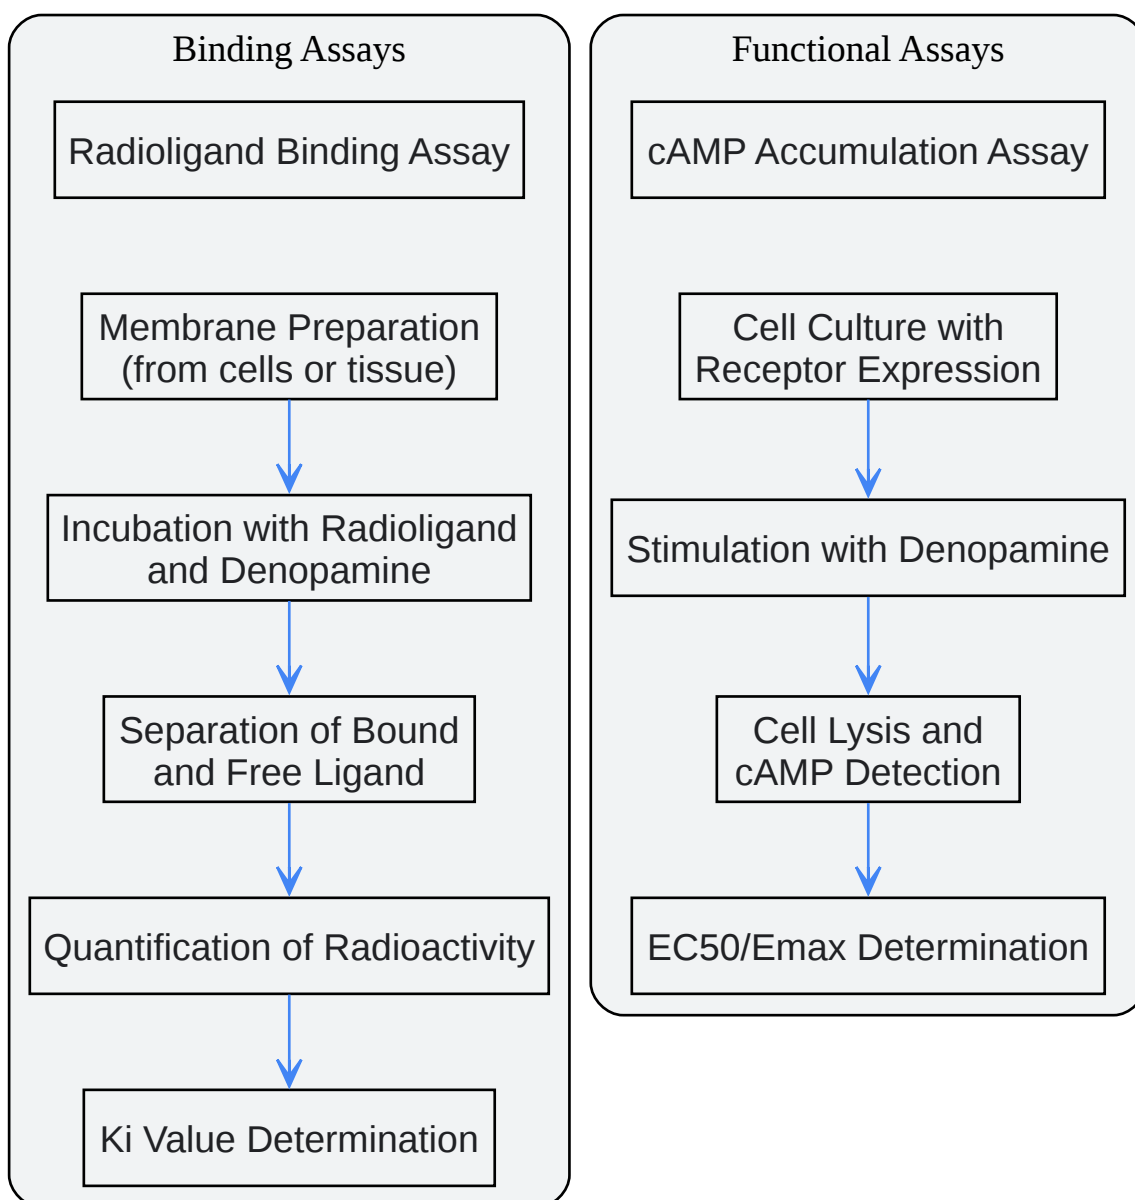 Binding Assays
Radioligand Binding Assay
Membrane Preparation
(from cells or tissue)
Incubation with Radioligand
and Denopamine
Separation of Bound
and Free Ligand
Quantification of Radioactivity
Ki Value Determination
Functional Assays
cAMP Accumulation Assay
Cell Culture with
Receptor Expression
Stimulation with Denopamine
Cell Lysis and
cAMP Detection
EC50/Emax Determination